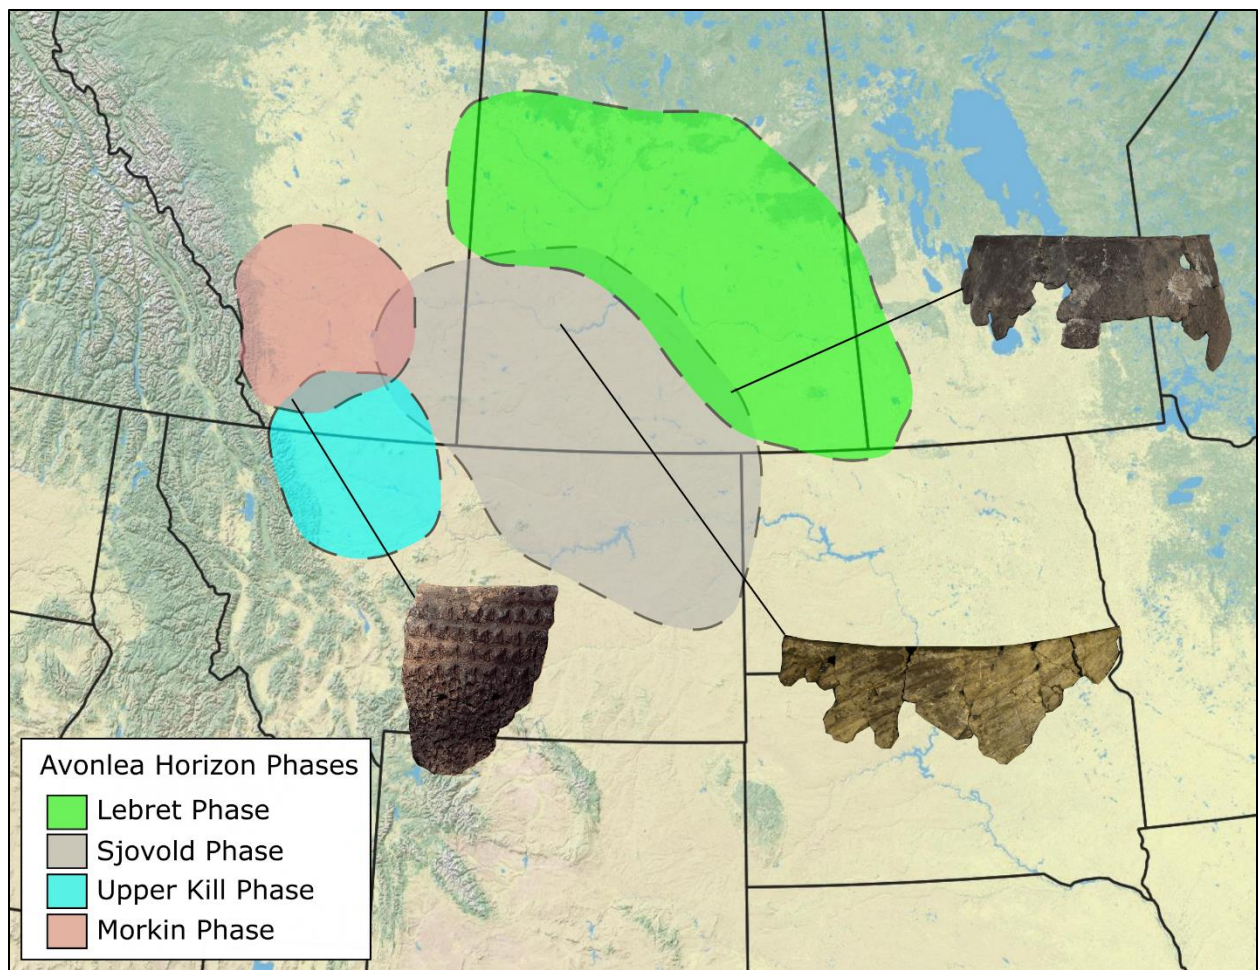 Avonlea Horizon Phases
Lebret Phase
Sjovold Phase
Upper Kill Phase
Morkin Phase